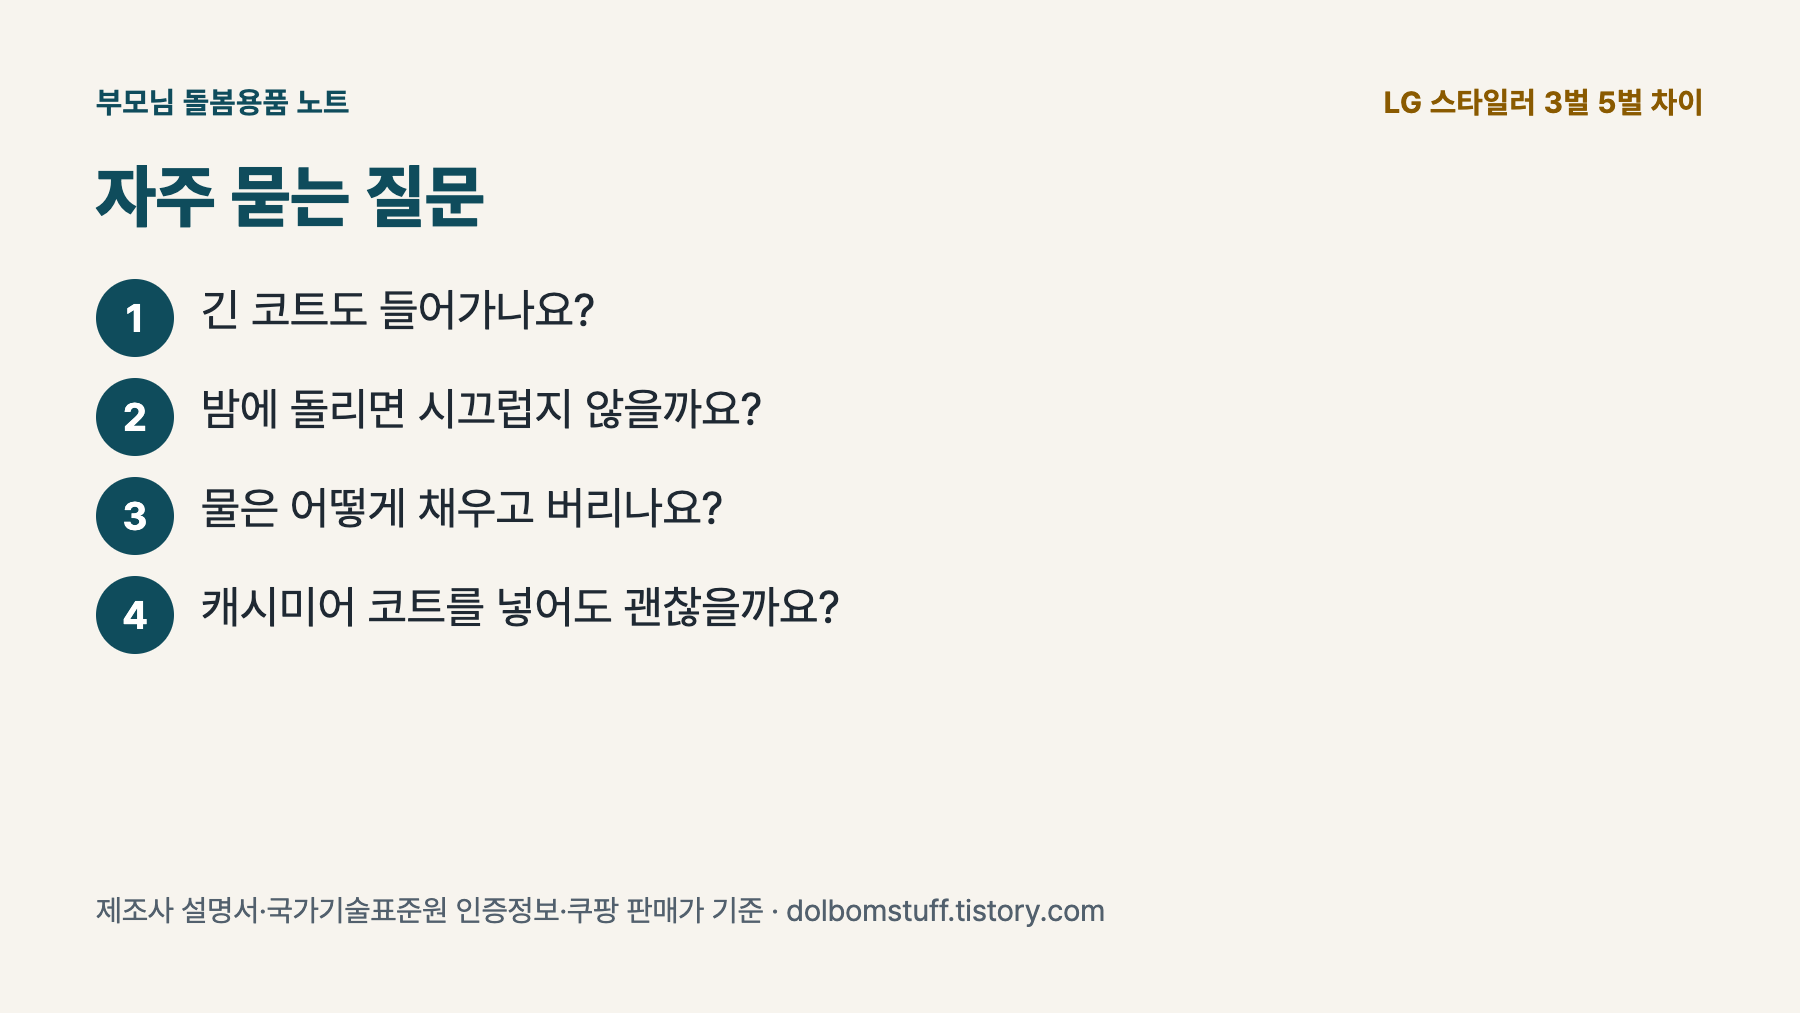 부모님 돌봄용품 노트
LG 스타일러 3벌 5벌 차이
자주 묻는 질문
1 긴 코트도 들어가나요?
2 밤에 돌리면 시끄럽지 않을까요?
3 물은 어떻게 채우고 버리나요?
4 캐시미어 코트를 넣어도 괜찮을까요?
제조사 설명서·국가기술표준원 인증정보·쿠팡 판매가 기준 · dolbomstuff.tistory.com